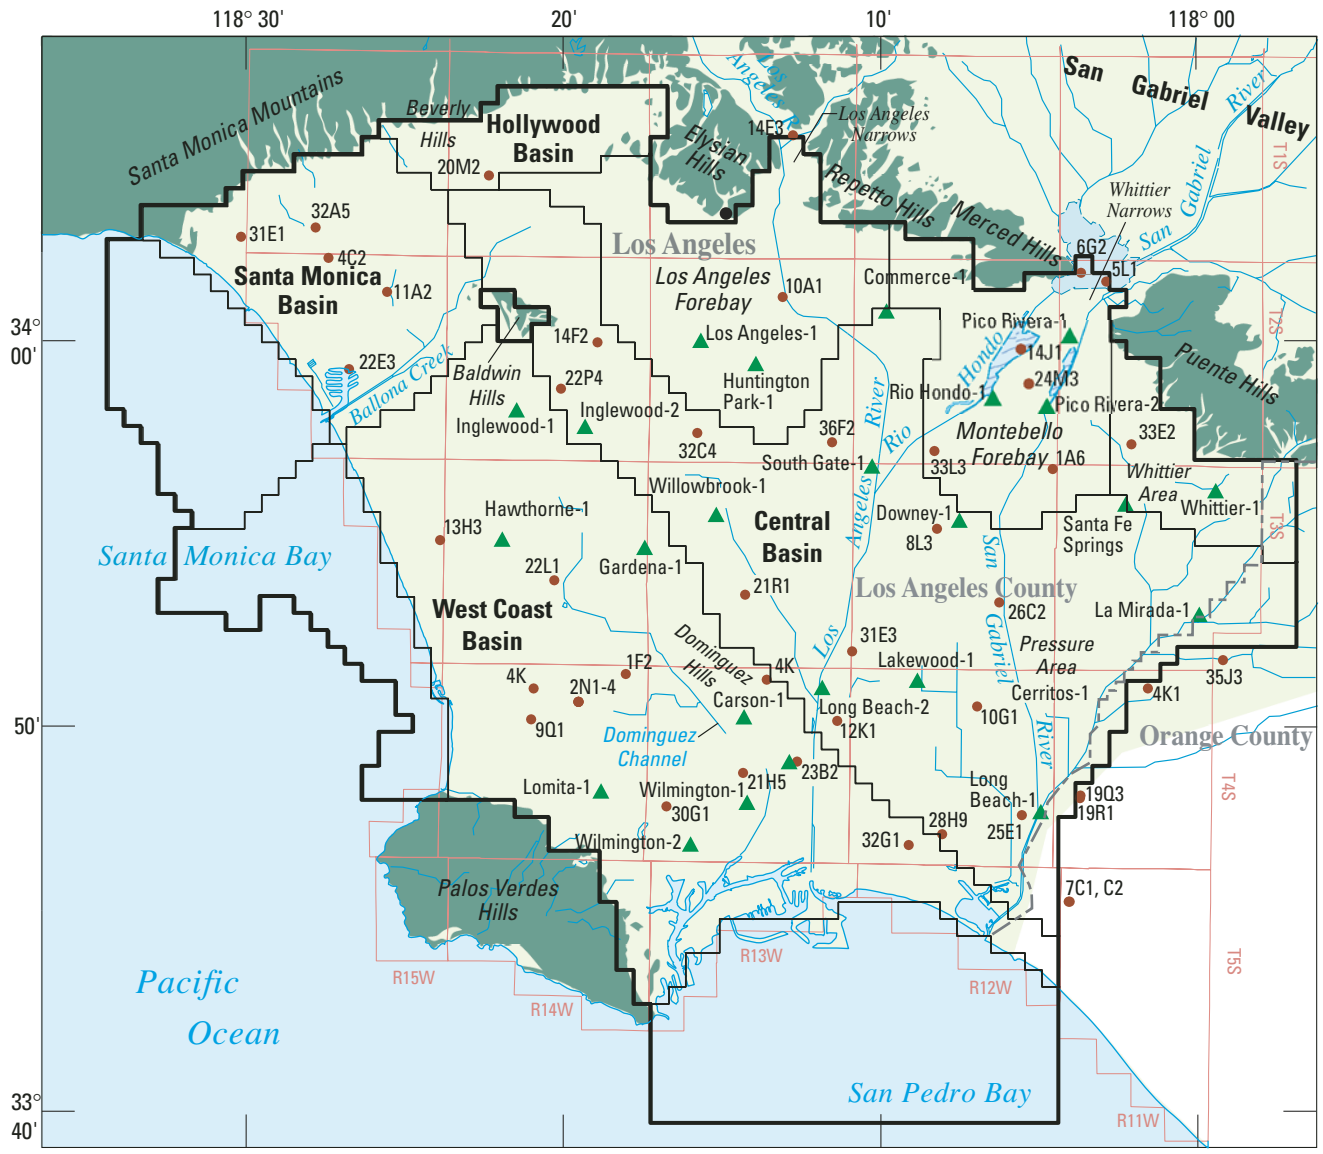 118° 30'
20'
10'
118° 00'
34°
00'
50'
33°
40'
Santa Monica Mountains
Beverly
Hills
Hollywood
Basin
20M2
Elysian
Hills
14E3
Los
Angeles R
Los Angeles
Narrows
Repetto Hills
Merced Hills
San Gabriel Valley
River
Gabriel
San
Whittier
Narrows
T1S
6G2
5L1
32A5
31E1
4C2
Santa Monica
Basin
11A2
22E3
Ballona Creek
Los Angeles
Los Angeles
Forebay
10A1
Commerce-1
Los Angeles-1
Huntington
Park-1
14F2
22P4
Baldwin
Hills
Inglewood-1
Inglewood-2
32C4
36F2
South Gate-1
River
Angeles
Los
Rio
Hondo
Pico Rivera-1
14J1
24M3
Rio Hondo-1
Pico Rivera-2
Puente Hills
T2S
Montebello
Forebay
33L3
1A6
33E2
Whittier
Area
Whittier-1
T3S
Santa Fe
Springs
Downey-1
8L3
Willowbrook-1
Central
Basin
Hawthorne-1
13H3
22L1
Gardena-1
21R1
Santa Monica Bay
West Coast
Basin
Los Angeles County
San
Gabriel
River
26C2
La Mirada-1
Pressure
Area
31E3
Lakewood-1
Cerritos-1
35J3
4K1
Orange County
Dominguez
Hills
4K
1F2
4K
2N1-4
9Q1
Carson-1
Long Beach-2
12K1
10G1
Dominguez
Channel
23B2
21H5
Wilmington-1
30G1
Lomita-1
Wilmington-2
Long
Beach-1
25E1
28H9
32G1
19Q3
19R1
T4S
7C1, C2
Palos Verdes
Hills
R15W
R14W
R13W
R12W
R11W
T5S
Pacific
Ocean
San Pedro Bay